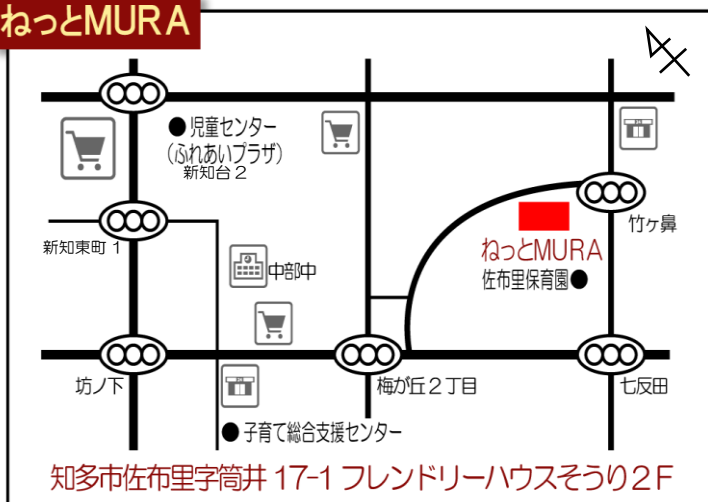 ねっとMURA
●児童センター
(ふれあいプラザ)
新知台2
竹ヶ鼻
新知東町1
ねっとMURA
中部中
佐布里保育園●
坊ノ下
梅が丘2丁目
七反田
●子育て総合支援センター
知多市佐布里字筒井17-1フレンドリーハウスそうり2F